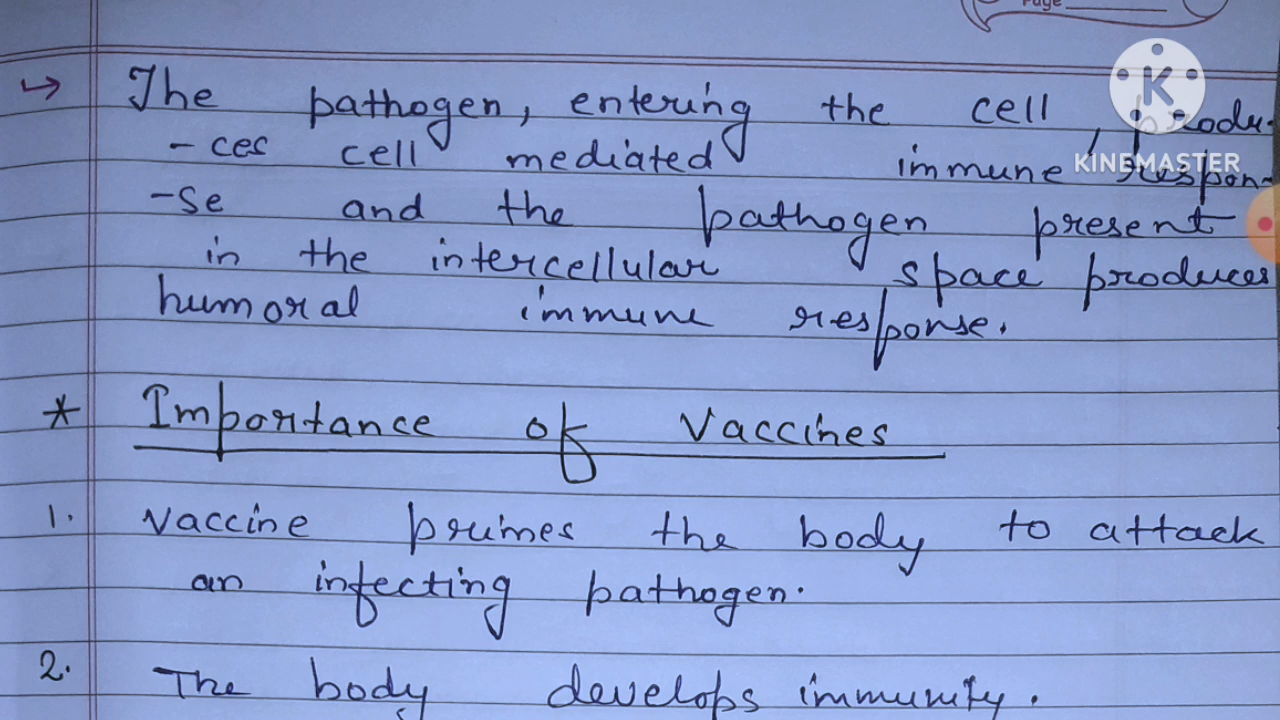 Page
→ The pathogen, entering the cell, produ-
-ces cell mediated immune respon-
-se and the pathogen present
in the intercellular space produces
humoral immune response.
* Importance of Vaccines
1. Vaccine primes the body to attack
an infecting pathogen.
2. The body develops immunity.
KINEMASTER